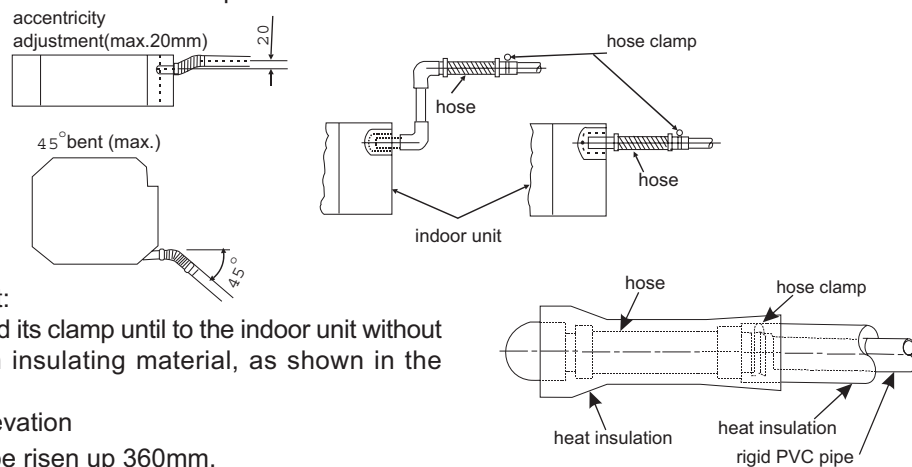 accentricity
adjustment(max.20mm)
20
hose clamp
hose
45°bent (max.)
hose
indoor unit
45°
hose
hose clamp
its clamp until to the indoor unit without
insulating material, as shown in the
heat insulation
heat insulation
be risen up 360mm.
rigid PVC pipe